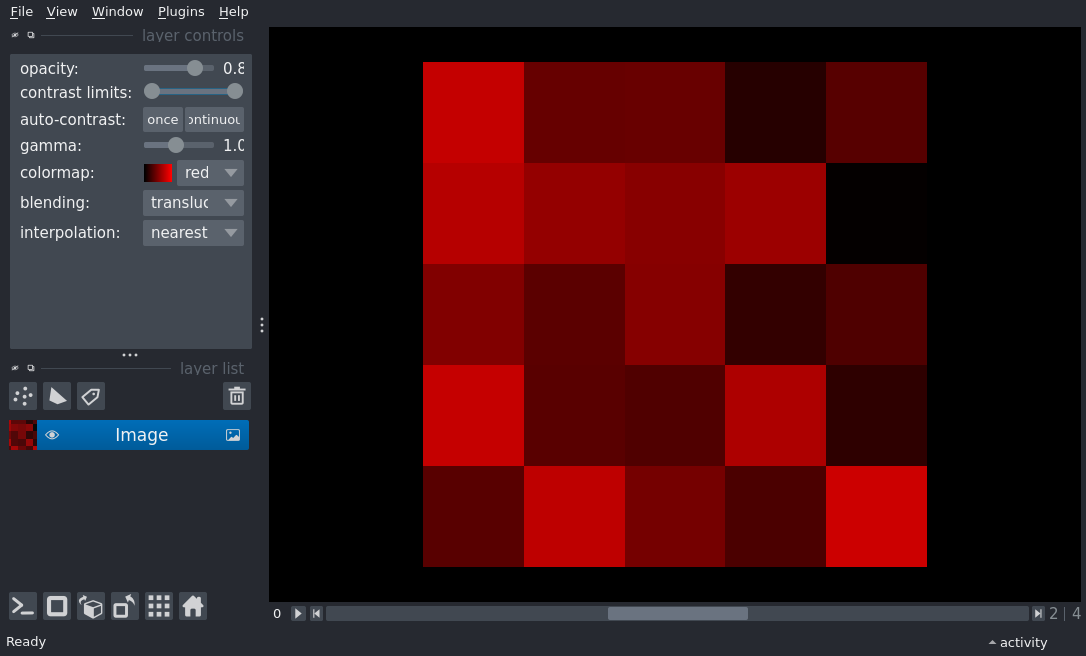 File View Window Plugins Help
layer controls
opacity: 0.8
contrast limits:
auto-contrast: once ontinuou
gamma: 1.0
colormap: red
blending: transluc
interpolation: nearest
layer list
Image
0 2 | 4
Ready activity